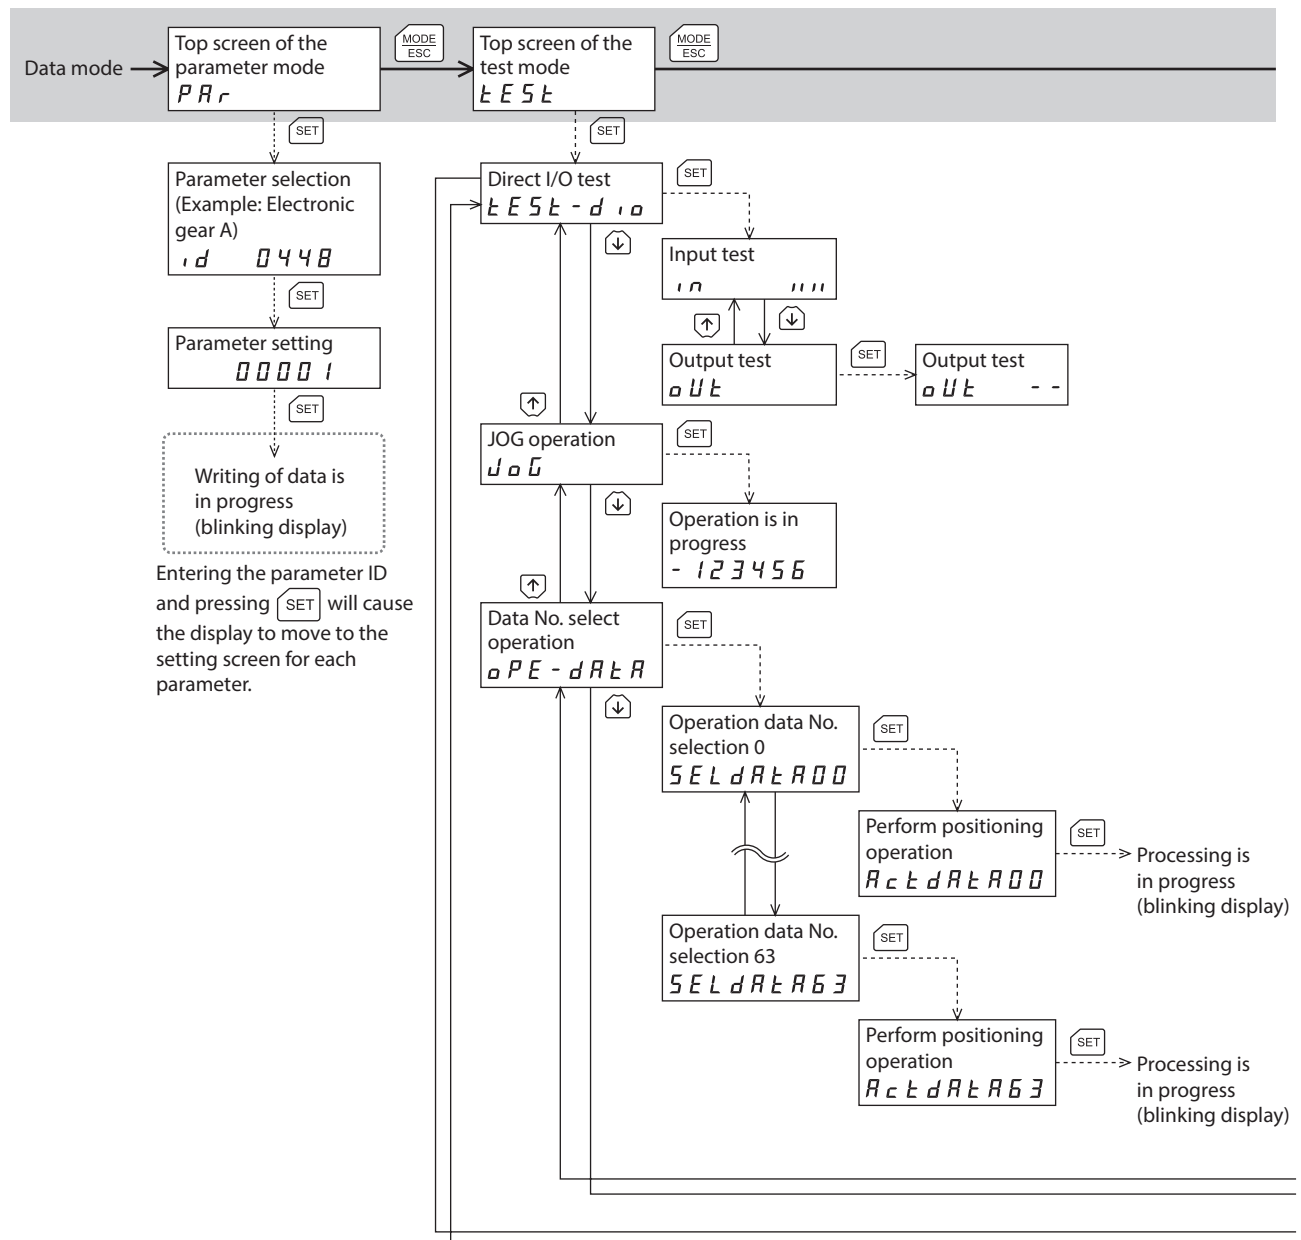 Data mode
Top screen of the
parameter mode
PAr
MODE
ESC
Top screen of the
test mode
tESt
MODE
ESC
SET
Parameter selection
(Example: Electronic
gear A)
id 0448
SET
Parameter setting
00001
SET
Writing of data is
in progress
(blinking display)
Entering the parameter ID
and pressing SET will cause
the display to move to the
setting screen for each
parameter.
SET
Direct I/O test
tESt-dio
SET
Input test
in
Output test
oUt
SET
Output test
oUt --
JOG operation
JoG
SET
Operation is in
progress
-123456
Data No. select
operation
oPE-dAtA
SET
Operation data No.
selection 0
SELdAtA00
SET
Perform positioning
operation
ActdAtA00
SET
Processing is
in progress
(blinking display)
Operation data No.
selection 63
SELdAtA63
SET
Perform positioning
operation
ActdAtA63
SET
Processing is
in progress
(blinking display)